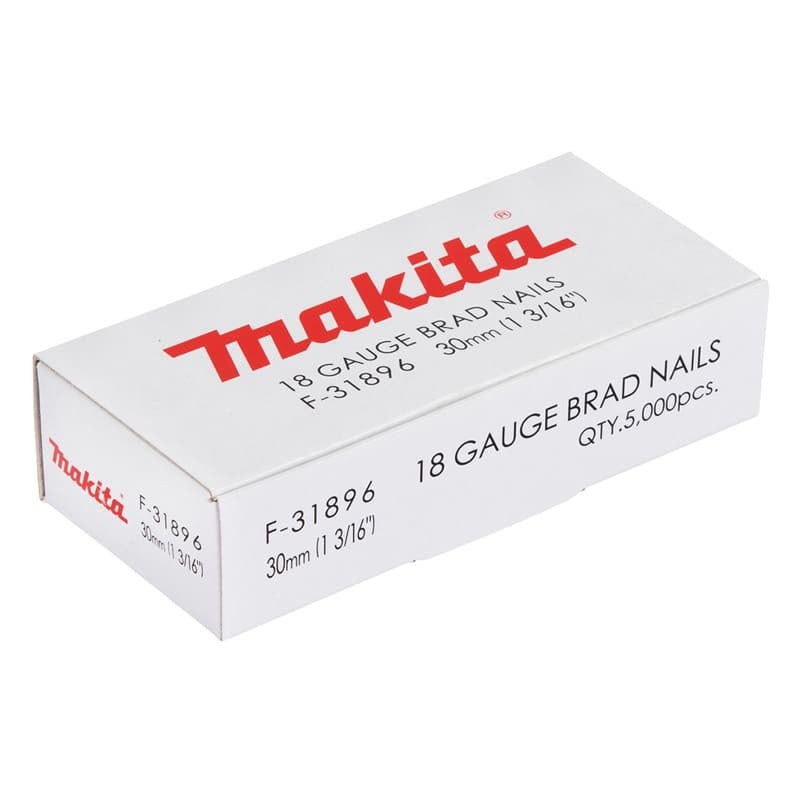 makita®
18 GAUGE BRAD NAILS
F-31896 30mm (1 3/16")
makita®
F-31896
30mm (1 3/16")
F-31896
30mm (1 3/16")
18 GAUGE BRAD NAILS
QTY.5,000pcs.